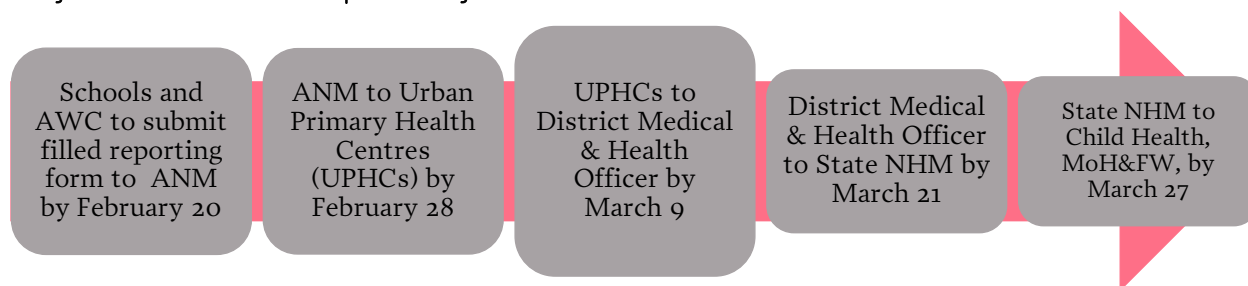 Schools and
AWC to submit
filled reporting
form to ANM
by February 20
ANM to Urban
Primary Health
Centres
(UPHCs) by
February 28
UPHCs to
District Medical
& Health
Officer by
March 9
District Medical
& Health Officer
to State NHM by
March 21
State NHM to
Child Health,
MoH&FW, by
March 27